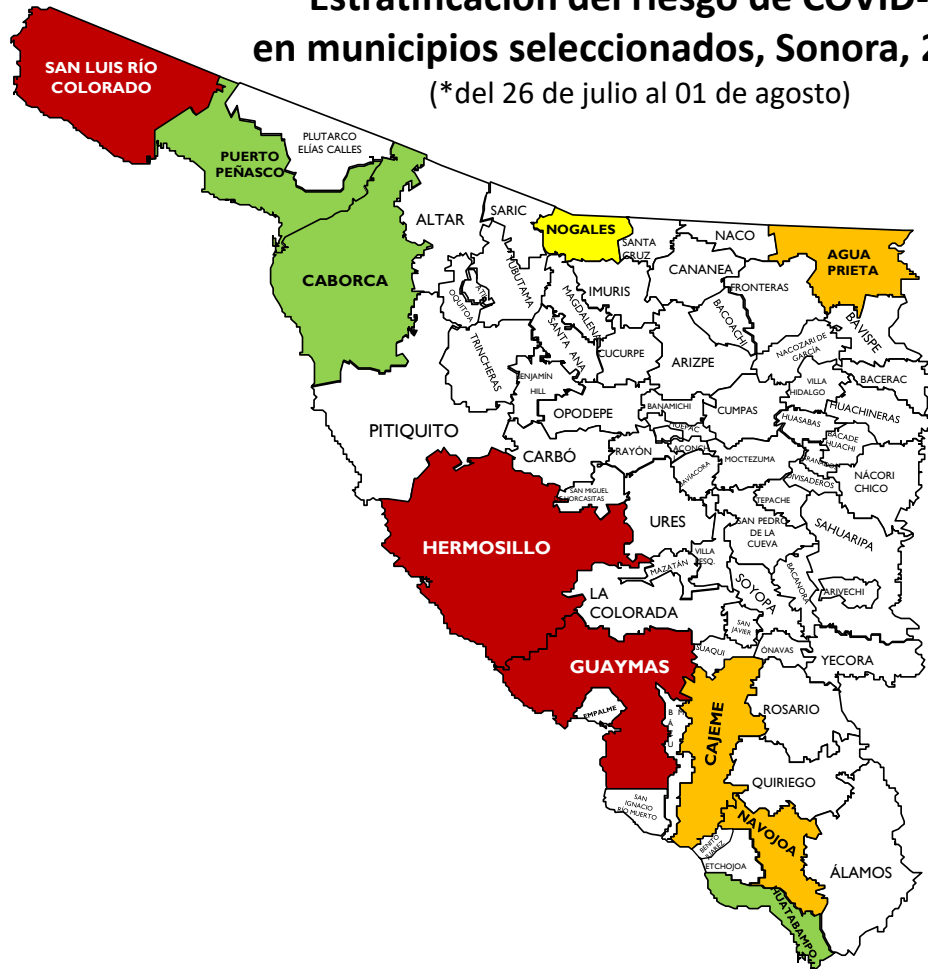 Estratificación del riesgo de COVID-
en municipios seleccionados, Sonora, 2
(*del 26 de julio al 01 de agosto)
SAN LUIS RÍO
COLORADO
PUERTO
PEÑASCO
PLUTARCO
ELÍAS CALLES
CABORCA
ALTAR
SARIC
NOGALES
SANTA
CRUZ
NACO
AGUA
PRIETA
CANANEA
FRONTERAS
IMURIS
TUBUTAMA
OQUITOA
MAGDALENA
BACOACHI
BAVISPE
TRINCHERAS
SANTA ANA
CUCURPE
ARIZPE
NACOZARI DE
GARCÍA
BACERAC
ENJAMÍN
HILL
VILLA
HIDALGO
HUACHINERAS
OPODEPE
BANAMICHI
CUMPAS
HUASABAS
BACADE
HUACHI
PITIQUITO
CARBÓ
RAYÓN
ACONCH
MOCTEZUMA
DIVISADEROS
NÁCORI
CHICO
SAN MIGUEL
HORCASITAS
TEPACHE
URES
SAN PEDRO
DE LA
CUEVA
SAHUARIPA
HERMOSILLO
VILLA
PESQ.
MAZATÁN
SOYOPA
BACANORA
ARIVECHI
LA
COLORADA
SAN
JAVIER
SUAQUI
ÓNAVAS
YECORA
GUAYMAS
EMPALME
ROSARIO
CAJEME
QUIRIEGO
SAN
IGNACIO
RÍO MUERTO
NAVOJOA
BENITO
JUAREZ
ETCHOJOA
ÁLAMOS
HUATABAMPO